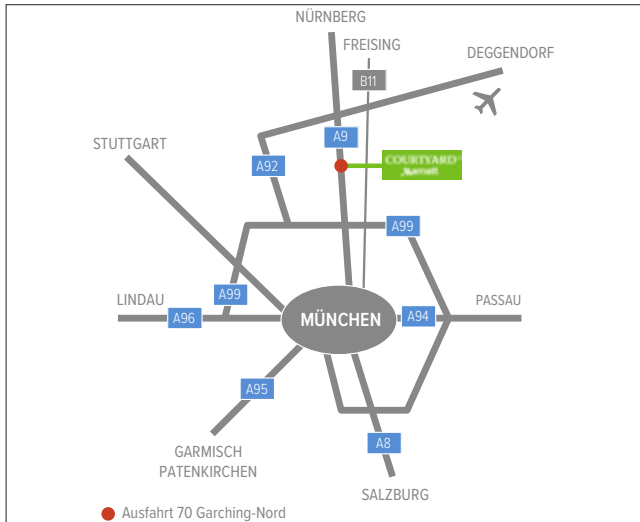 NÜRNBERG
FREISING
DEGGENDORF
B11
A9
STUTTGART
COURTYARD
Marriott
A92
A99
A99
LINDAU
PASSAU
A96
MÜNCHEN
A94
A95
A8
GARMISCH
PATENKIRCHEN
SALZBURG
Ausfahrt 70 Garching-Nord